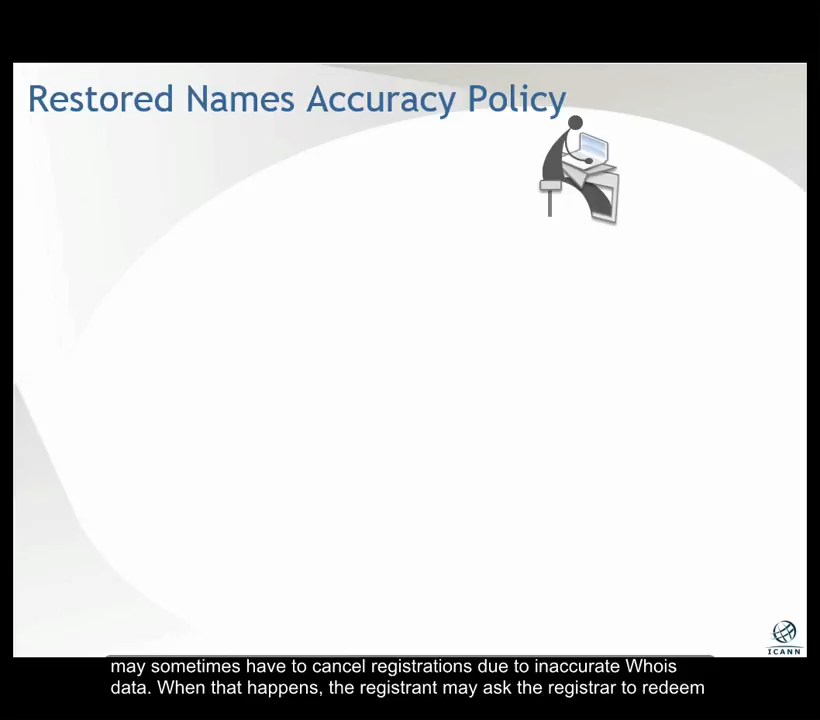 Restored Names Accuracy Policy
ICANN
may sometimes have to cancel registrations due to inaccurate Whois
data. When that happens, the registrant may ask the registrar to redeem